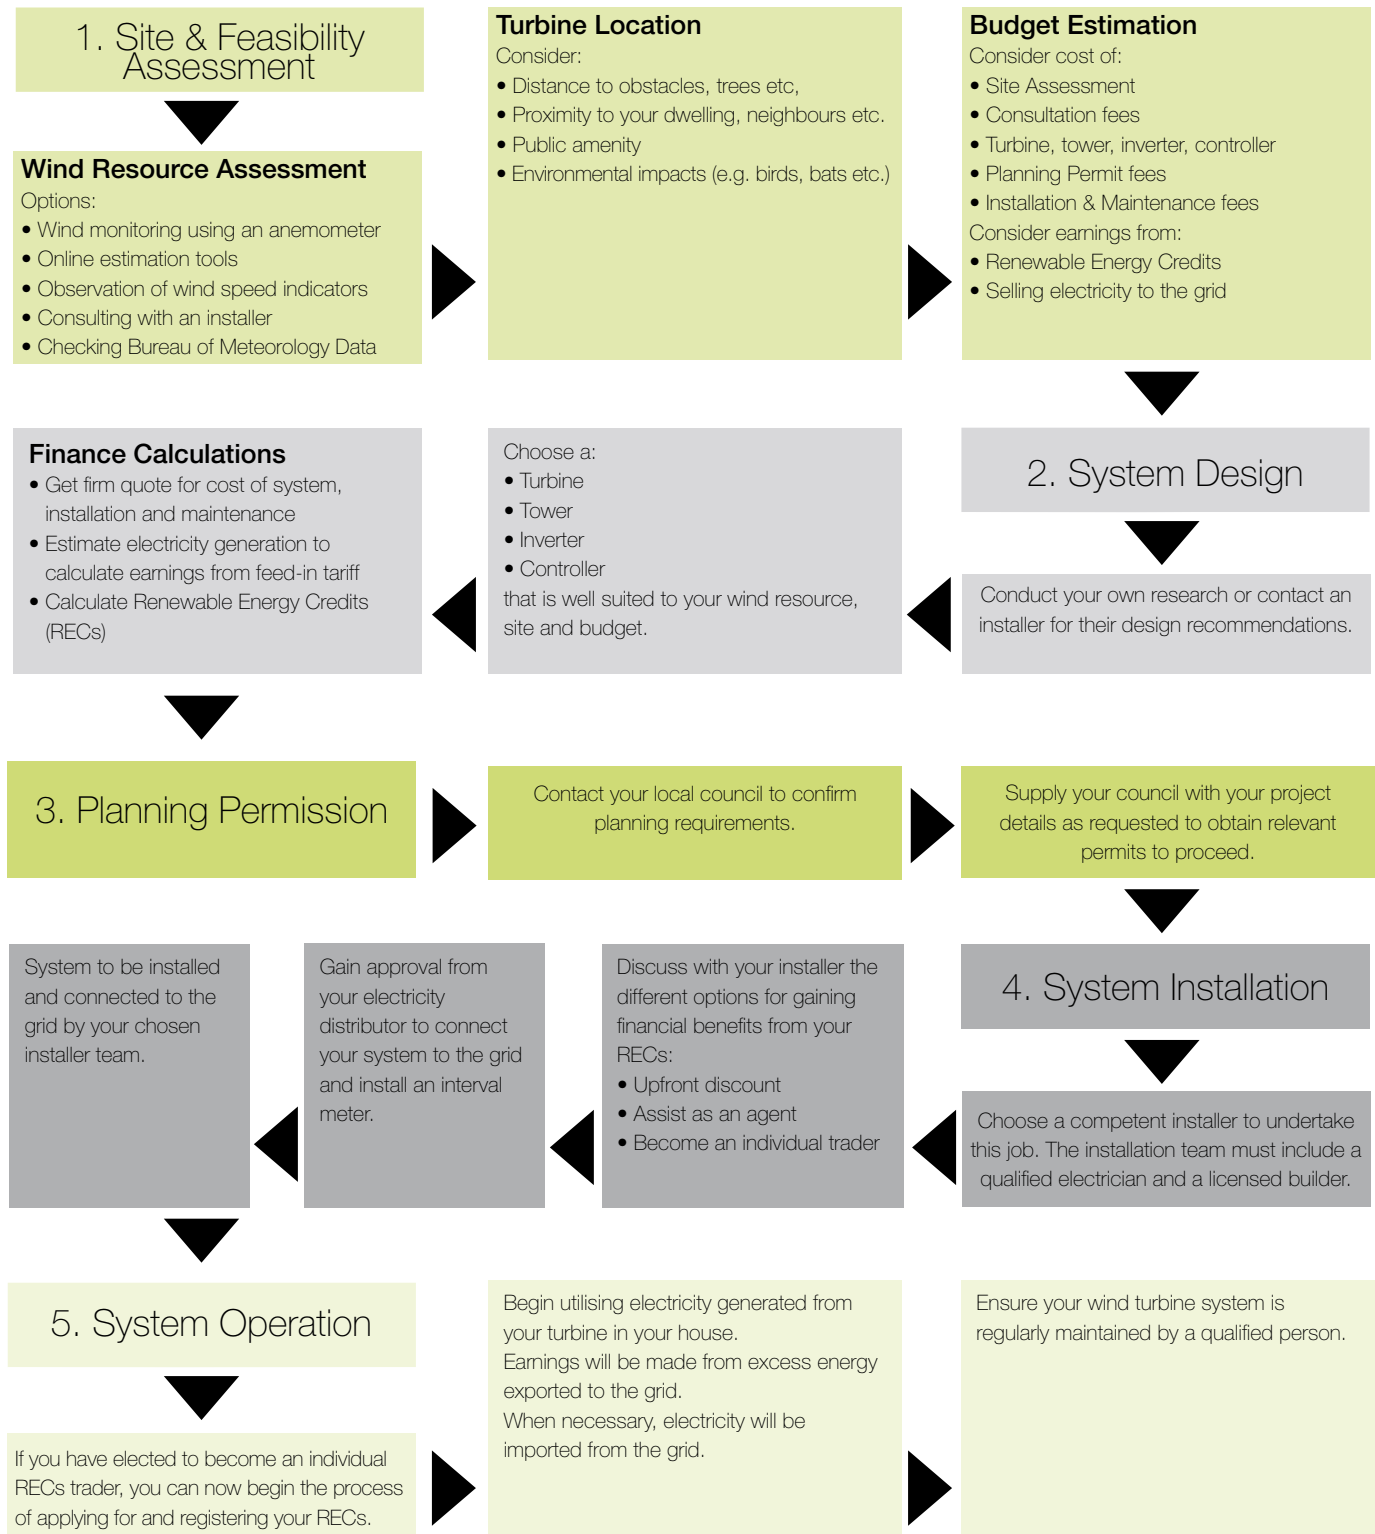 1. Site & Feasibility
Assessment
Wind Resource Assessment
Options:
• Wind monitoring using an anemometer
• Online estimation tools
• Observation of wind speed indicators
• Consulting with an installer
• Checking Bureau of Meteorology Data
Turbine Location
Consider:
• Distance to obstacles, trees etc,
• Proximity to your dwelling, neighbours etc.
• Public amenity
• Environmental impacts (e.g. birds, bats etc.)
Budget Estimation
Consider cost of:
• Site Assessment
• Consultation fees
• Turbine, tower, inverter, controller
• Planning Permit fees
• Installation & Maintenance fees
Consider earnings from:
• Renewable Energy Credits
• Selling electricity to the grid
2. System Design
Conduct your own research or contact an
installer for their design recommendations.
Choose a:
• Turbine
• Tower
• Inverter
• Controller
that is well suited to your wind resource,
site and budget.
Finance Calculations
• Get firm quote for cost of system,
installation and maintenance
• Estimate electricity generation to
calculate earnings from feed-in tariff
• Calculate Renewable Energy Credits
(RECs)
3. Planning Permission
Contact your local council to confirm
planning requirements.
Supply your council with your project
details as requested to obtain relevant
permits to proceed.
4. System Installation
Choose a competent installer to undertake
this job. The installation team must include a
qualified electrician and a licensed builder.
Discuss with your installer the
different options for gaining
financial benefits from your
RECs:
• Upfront discount
• Assist as an agent
• Become an individual trader
Gain approval from
your electricity
distributor to connect
your system to the grid
and install an interval
meter.
System to be installed
and connected to the
grid by your chosen
installer team.
5. System Operation
If you have elected to become an individual
RECs trader, you can now begin the process
of applying for and registering your RECs.
Begin utilising electricity generated from
your turbine in your house.
Earnings will be made from excess energy
exported to the grid.
When necessary, electricity will be
imported from the grid.
Ensure your wind turbine system is
regularly maintained by a qualified person.